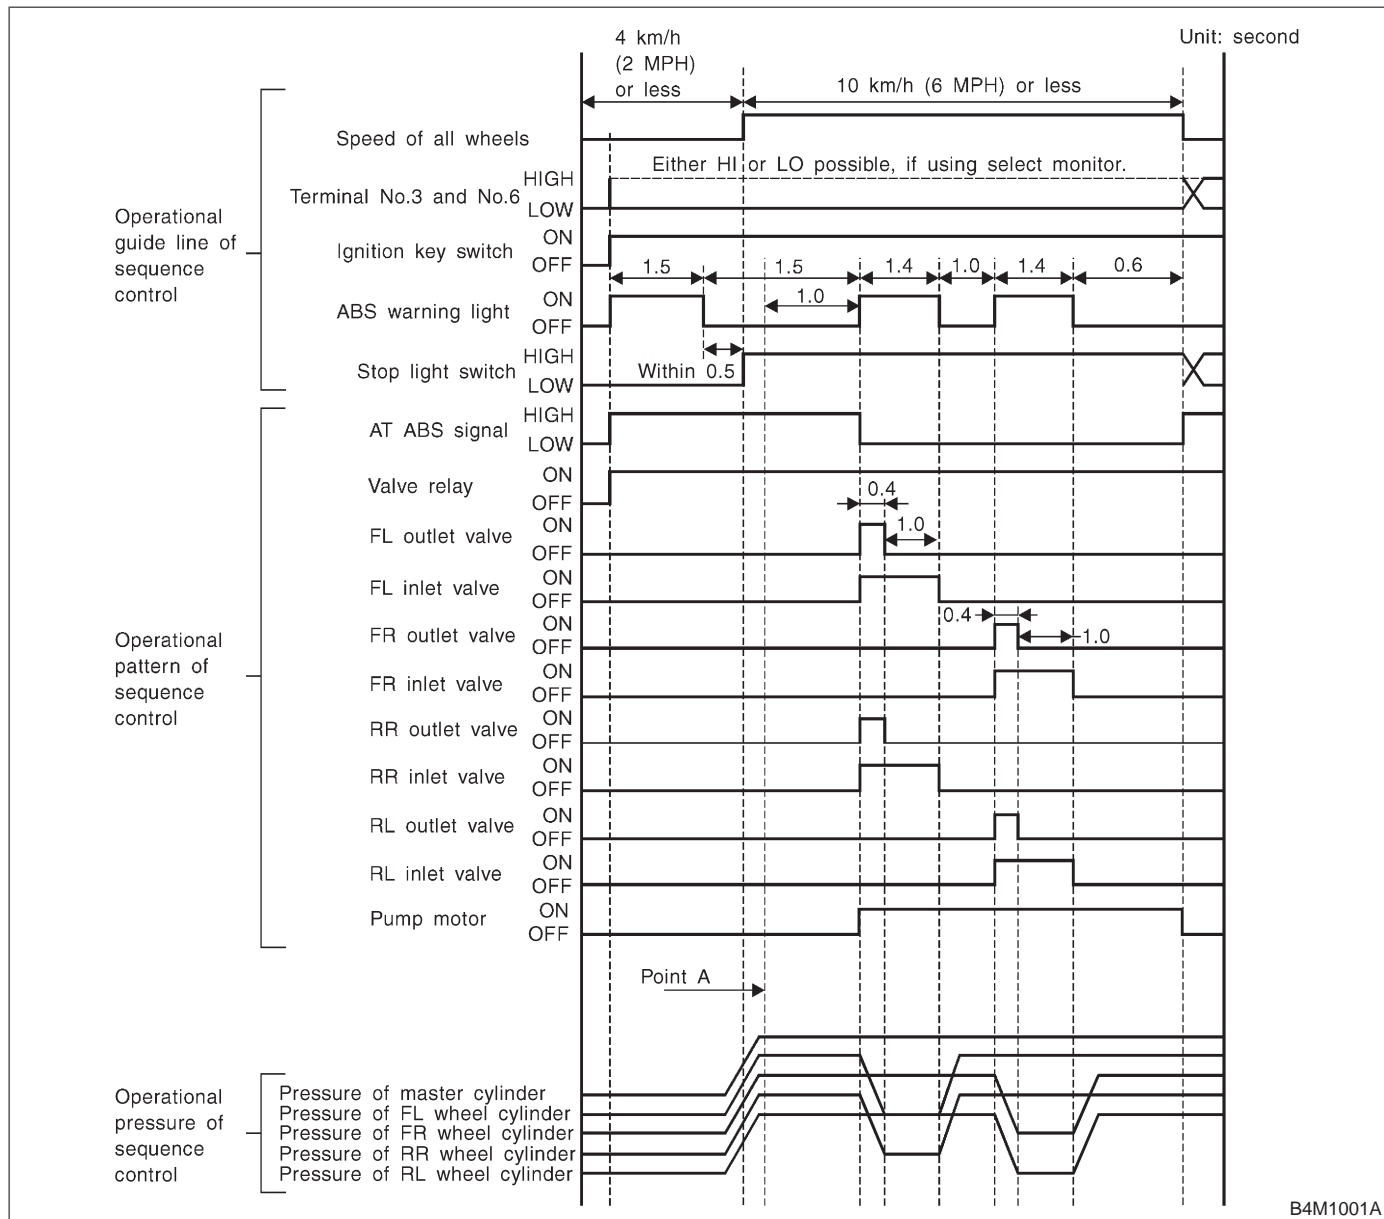 4 km/h
(2 MPH)
or less
Unit: second
10 km/h (6 MPH) or less
Operational
guide line of
sequence
control
Speed of all wheels
Either HI or LO possible, if using select monitor.
Terminal No.3 and No.6
HIGH
LOW
Ignition key switch
ON
OFF
1.5
1.5
1.4
1.0
1.4
0.6
ABS warning light
ON
OFF
1.0
Stop light switch
HIGH
LOW
Within 0.5
Operational
pattern of
sequence
control
AT ABS signal
HIGH
LOW
Valve relay
ON
OFF
0.4
FL outlet valve
ON
OFF
1.0
FL inlet valve
ON
OFF
0.4
FR outlet valve
ON
OFF
1.0
FR inlet valve
ON
OFF
RR outlet valve
ON
OFF
RR inlet valve
ON
OFF
RL outlet valve
ON
OFF
RL inlet valve
ON
OFF
Pump motor
ON
OFF
Point A
Operational
pressure of
sequence
control
Pressure of master cylinder
Pressure of FL wheel cylinder
Pressure of FR wheel cylinder
Pressure of RR wheel cylinder
Pressure of RL wheel cylinder
B4M1001A